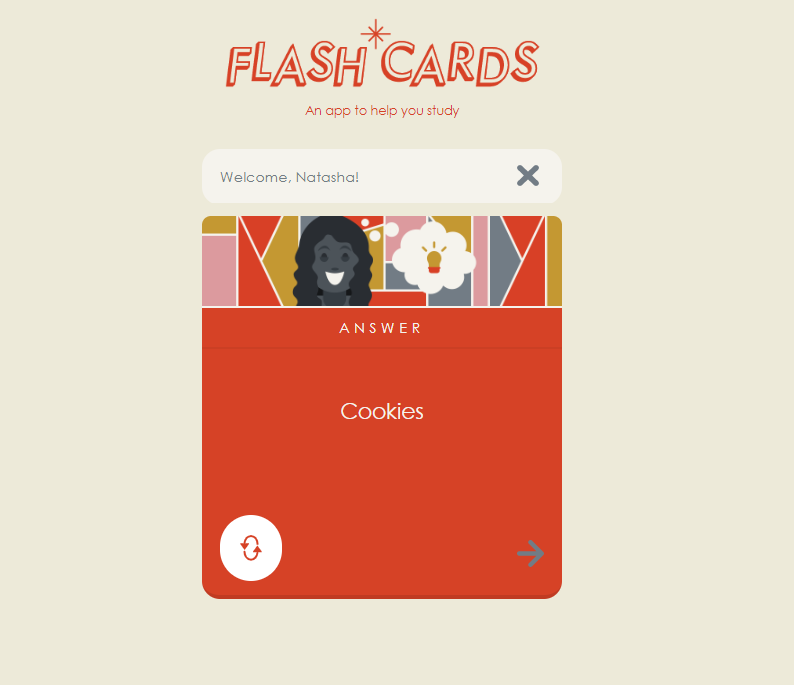 FLASH CARDS
An app to help you study
Welcome, Natasha!
ANSWER
Cookies